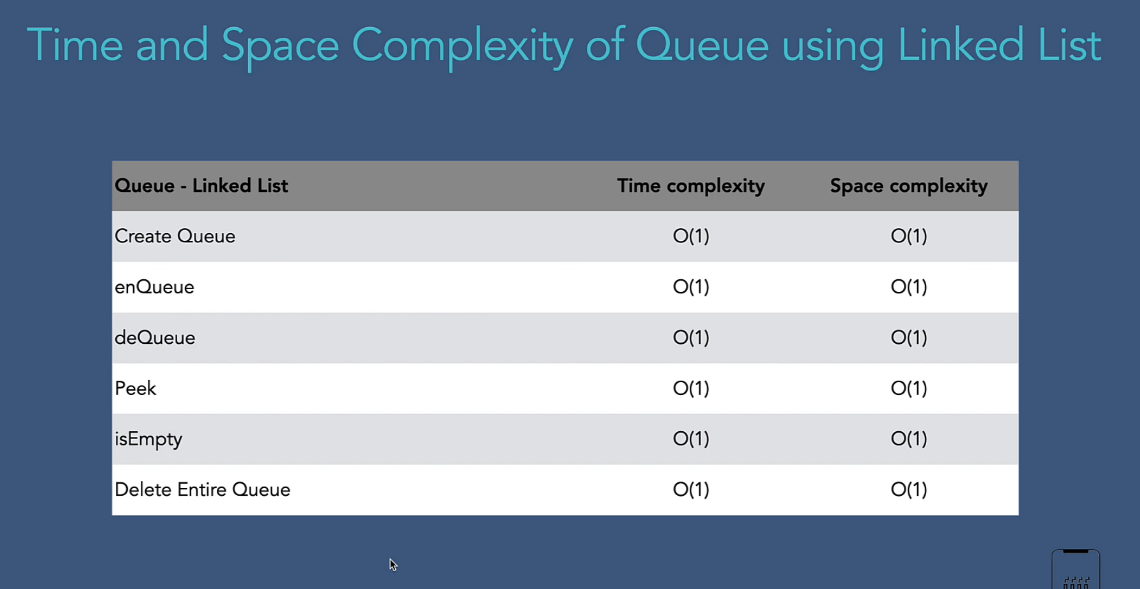 Time and Space Complexity of Queue using Linked List
Queue - Linked List Time complexity Space complexity
Create Queue O(1) O(1)
enQueue O(1) O(1)
deQueue O(1) O(1)
Peek O(1) O(1)
isEmpty O(1) O(1)
Delete Entire Queue O(1) O(1)